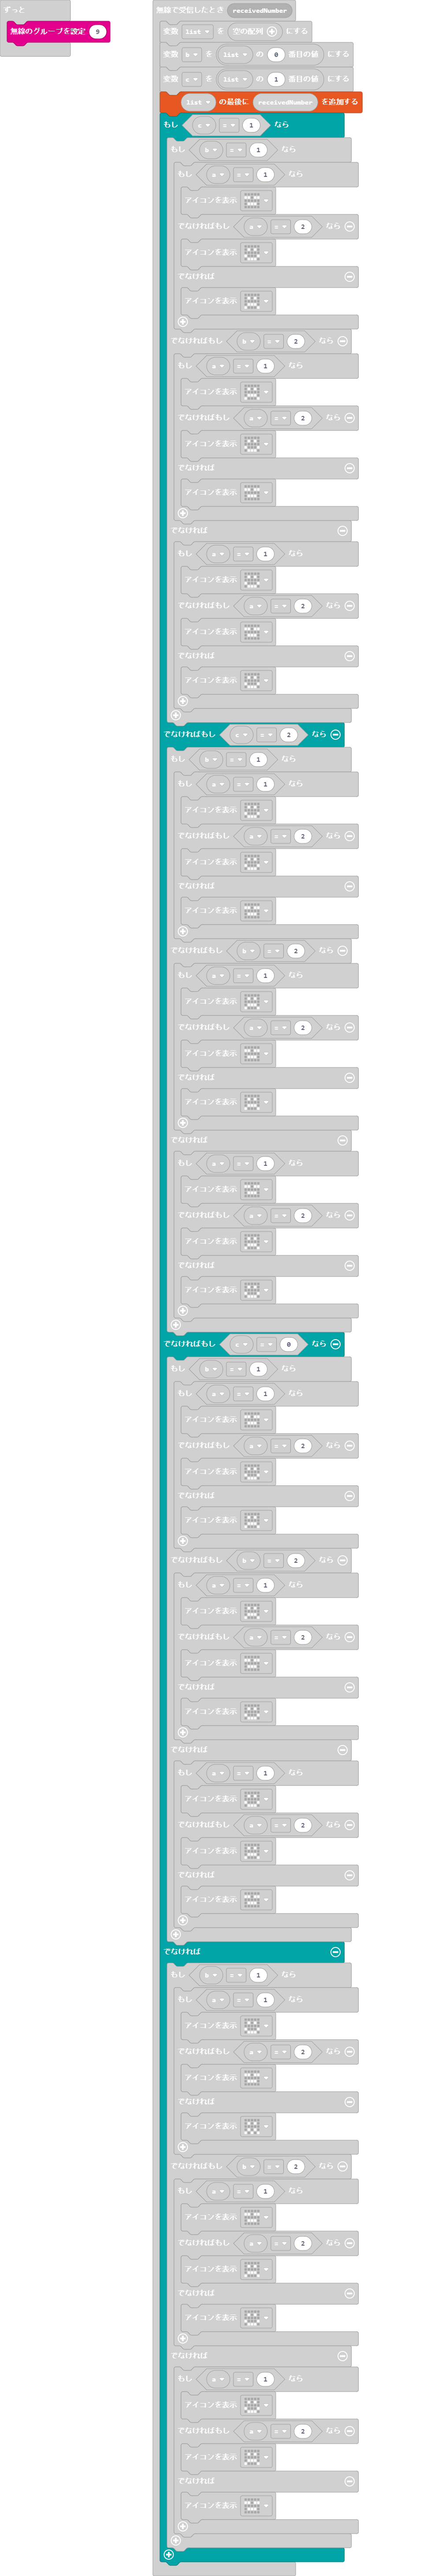 ずっと
無線のグループを設定 9
無線で受信したとき receivedNumber
変数 list を 空の配列 にする
変数 b を list の 0 番目の値 にする
変数 c を list の 1 番目の値 にする
list の最後に receivedNumber を追加する
もし c = 1 なら
もし b = 1 なら
もし a = 1 なら
アイコンを表示
でなければもし a = 2 なら
アイコンを表示
でなければ
アイコンを表示
でなければもし b = 2 なら
もし a = 1 なら
アイコンを表示
でなければもし a = 2 なら
アイコンを表示
でなければ
アイコンを表示
でなければ
もし a = 1 なら
アイコンを表示
でなければもし a = 2 なら
アイコンを表示
でなければ
アイコンを表示
でなければもし c = 2 なら
もし b = 1 なら
もし a = 1 なら
アイコンを表示
でなければもし a = 2 なら
アイコンを表示
でなければ
アイコンを表示
でなければもし b = 2 なら
もし a = 1 なら
アイコンを表示
でなければもし a = 2 なら
アイコンを表示
でなければ
アイコンを表示
でなければ
もし a = 1 なら
アイコンを表示
でなければもし a = 2 なら
アイコンを表示
でなければ
アイコンを表示
でなければもし c = 0 なら
もし b = 1 なら
もし a = 1 なら
アイコンを表示
でなければもし a = 2 なら
アイコンを表示
でなければ
アイコンを表示
でなければもし b = 2 なら
もし a = 1 なら
アイコンを表示
でなければもし a = 2 なら
アイコンを表示
でなければ
アイコンを表示
でなければ
もし a = 1 なら
アイコンを表示
でなければもし a = 2 なら
アイコンを表示
でなければ
アイコンを表示
でなければ
もし b = 1 なら
もし a = 1 なら
アイコンを表示
でなければもし a = 2 なら
アイコンを表示
でなければ
アイコンを表示
でなければもし b = 2 なら
もし a = 1 なら
アイコンを表示
でなければもし a = 2 なら
アイコンを表示
でなければ
アイコンを表示
でなければ
もし a = 1 なら
アイコンを表示
でなければもし a = 2 なら
アイコンを表示
でなければ
アイコンを表示